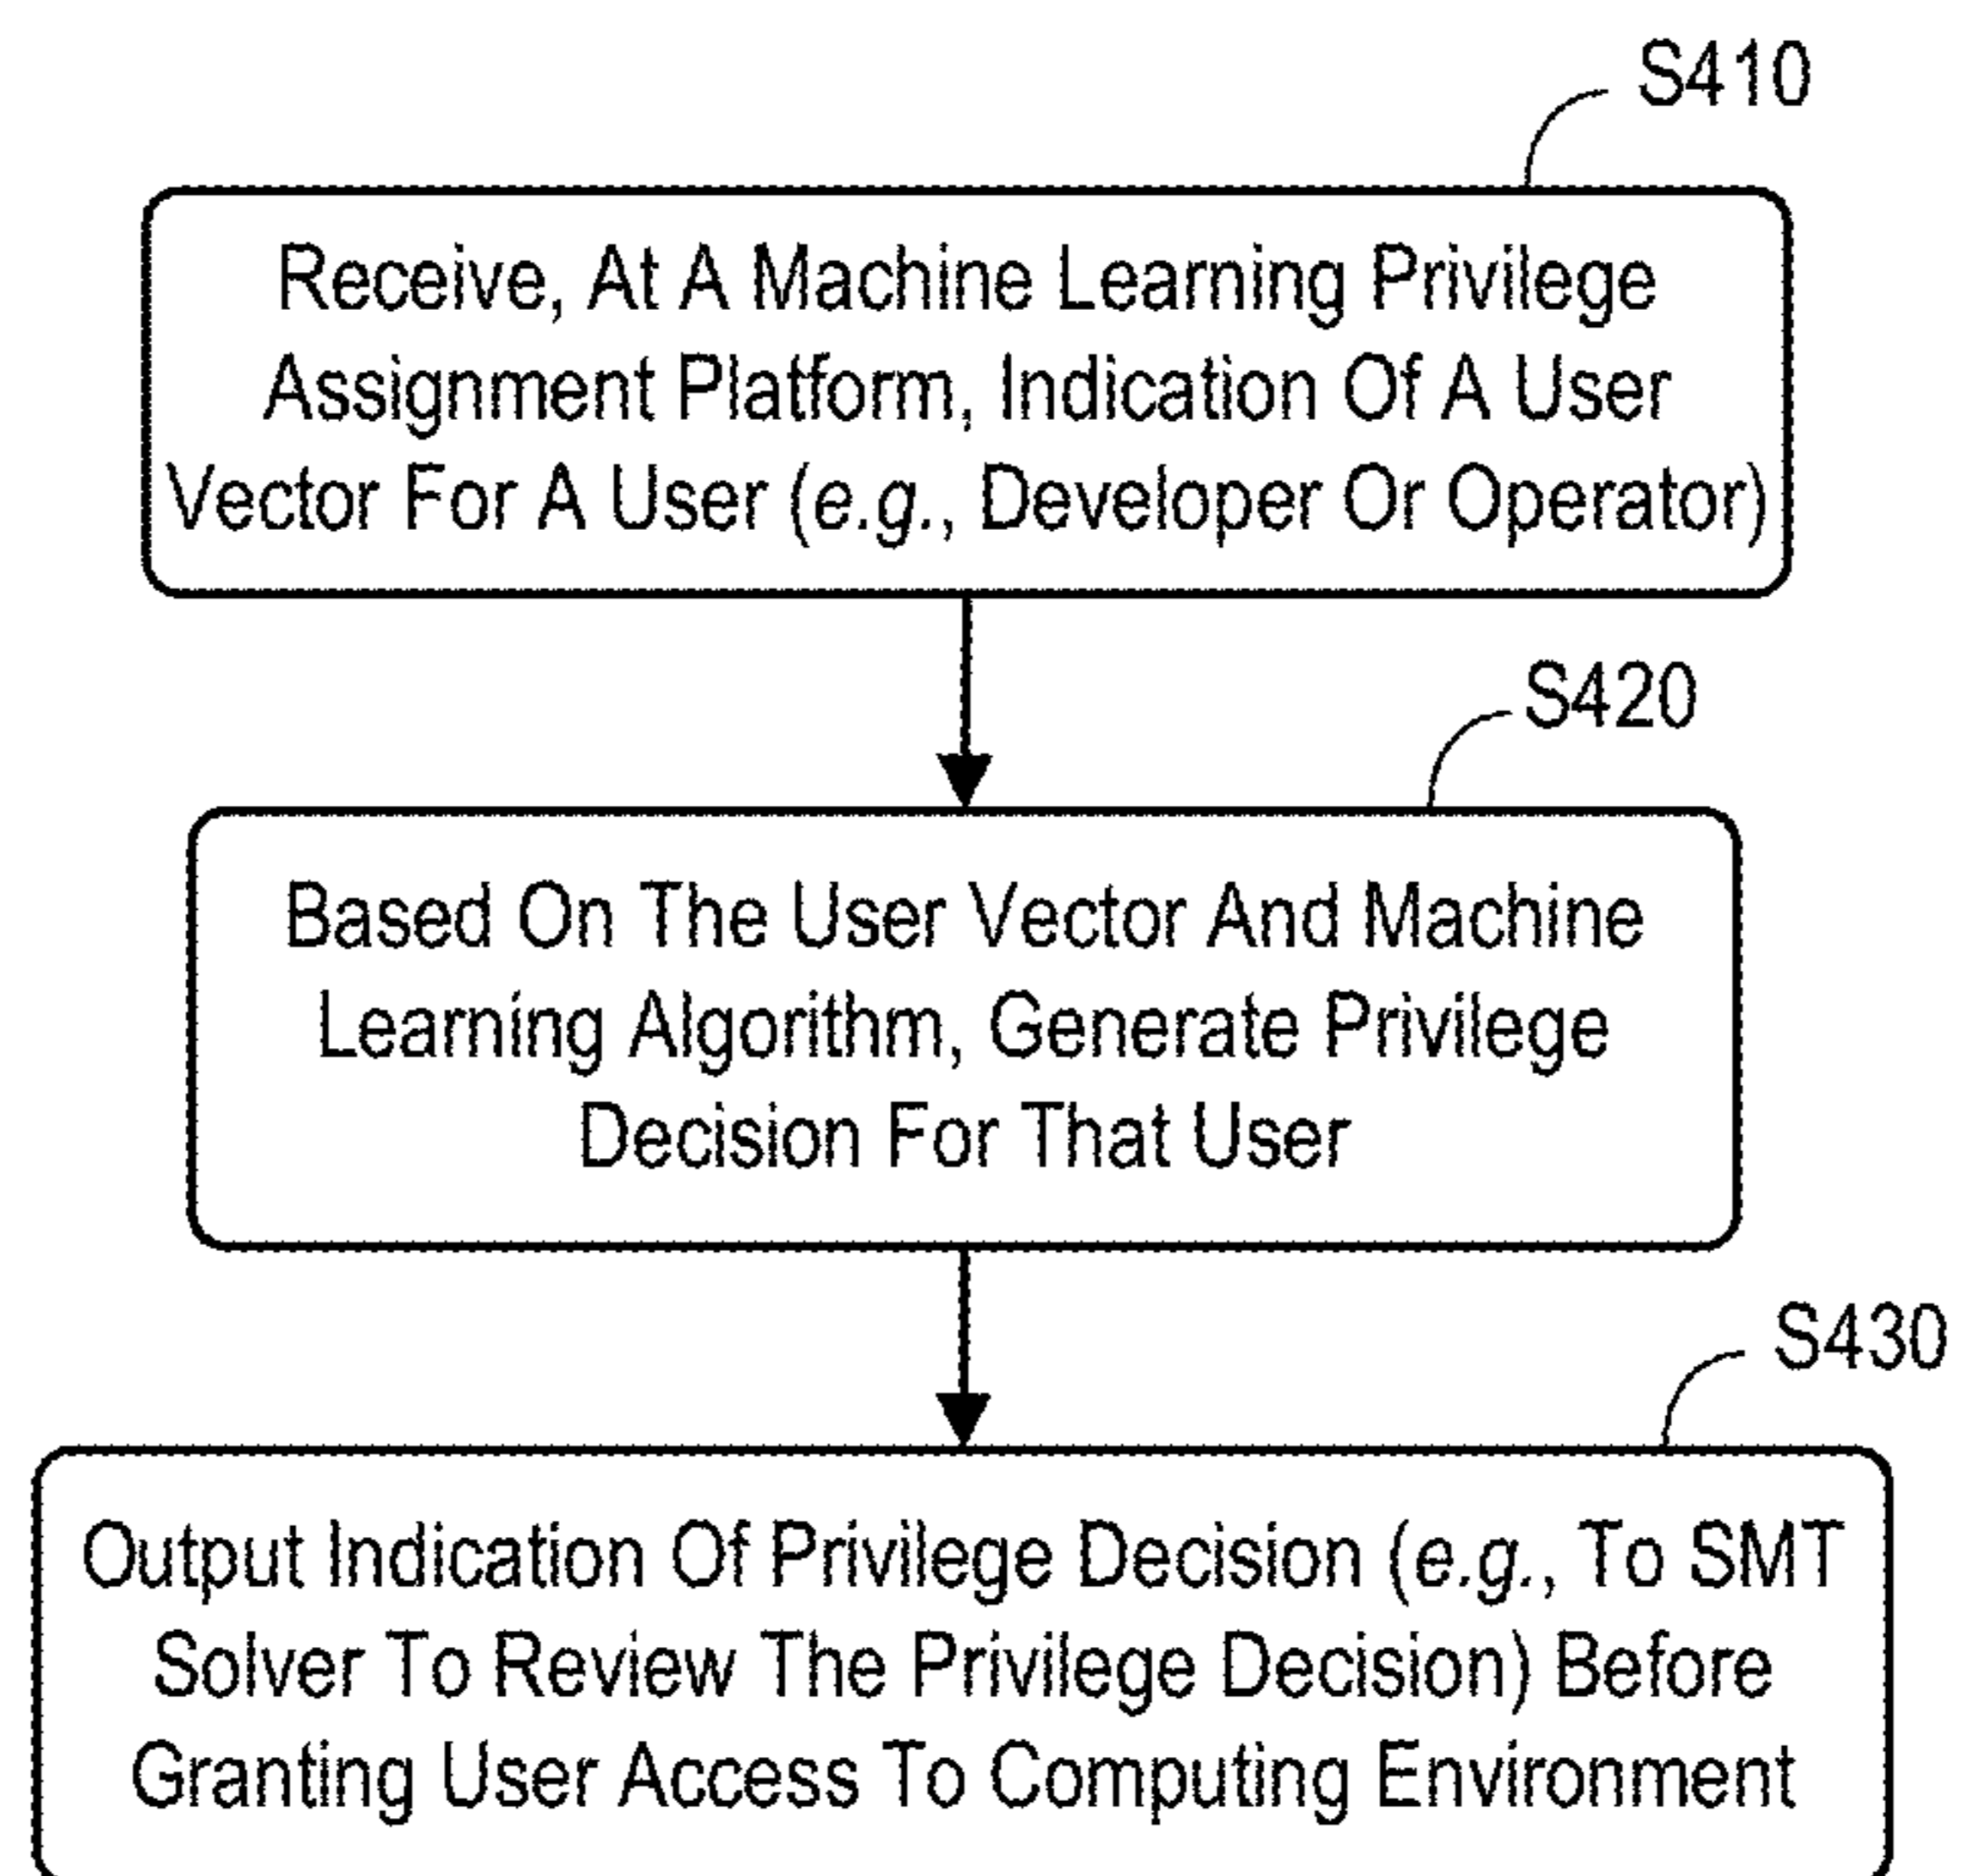 S410
Receive, At A Machine Learning Privilege
Assignment Platform, Indication Of A User
Vector For A User (e.g., Developer Or Operator)
S420
Based On The User Vector And Machine
Learning Algorithm, Generate Privilege
Decision For That User
S430
Output Indication Of Privilege Decision (e.g., To SMT
Solver To Review The Privilege Decision) Before
Granting User Access To Computing Environment